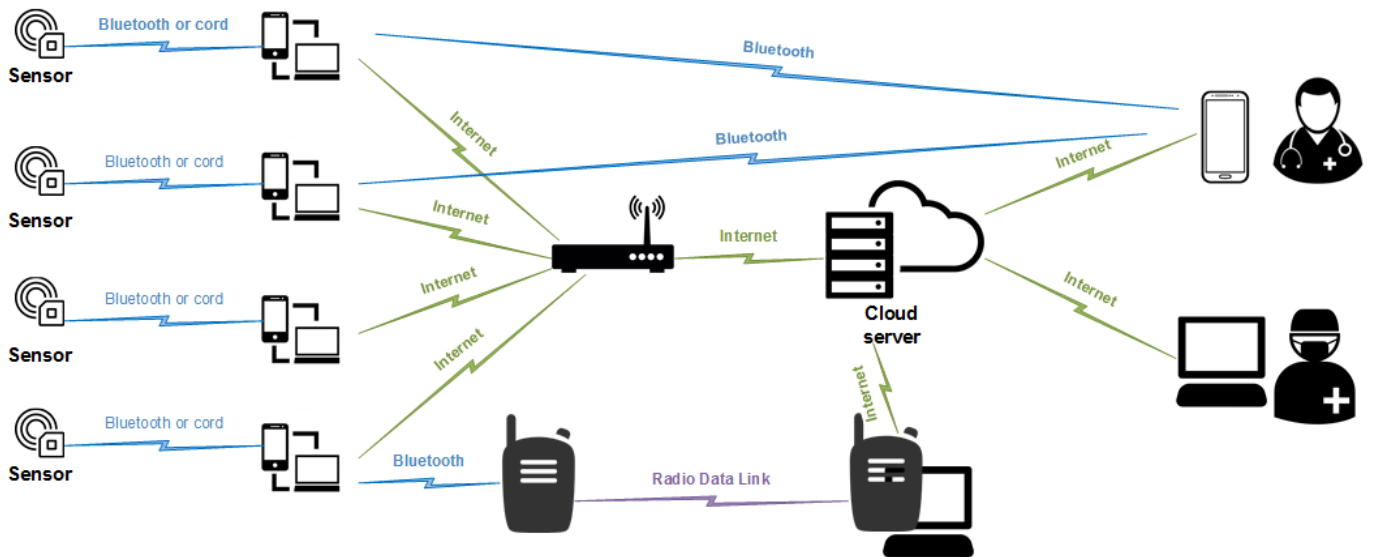 Bluetooth or cord
Sensor
Bluetooth
Internet
Bluetooth or cord
Sensor
Bluetooth
Internet
Internet
Internet
Bluetooth or cord
Sensor
Internet
Internet
Cloud
server
Internet
Internet
Bluetooth or cord
Sensor
Bluetooth
Radio Data Link